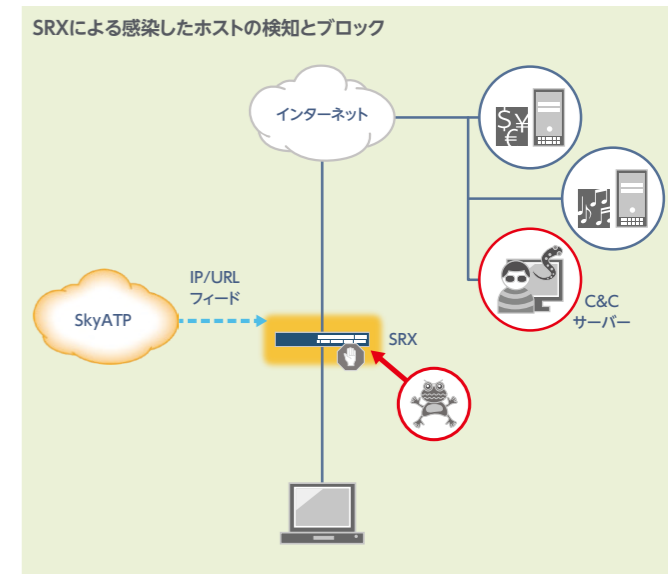 SRXによる感染したホストの検知とブロック
インターネット
$ ¥
€
IP/URL
フィード
SkyATP
SRX
C&C
サーバー